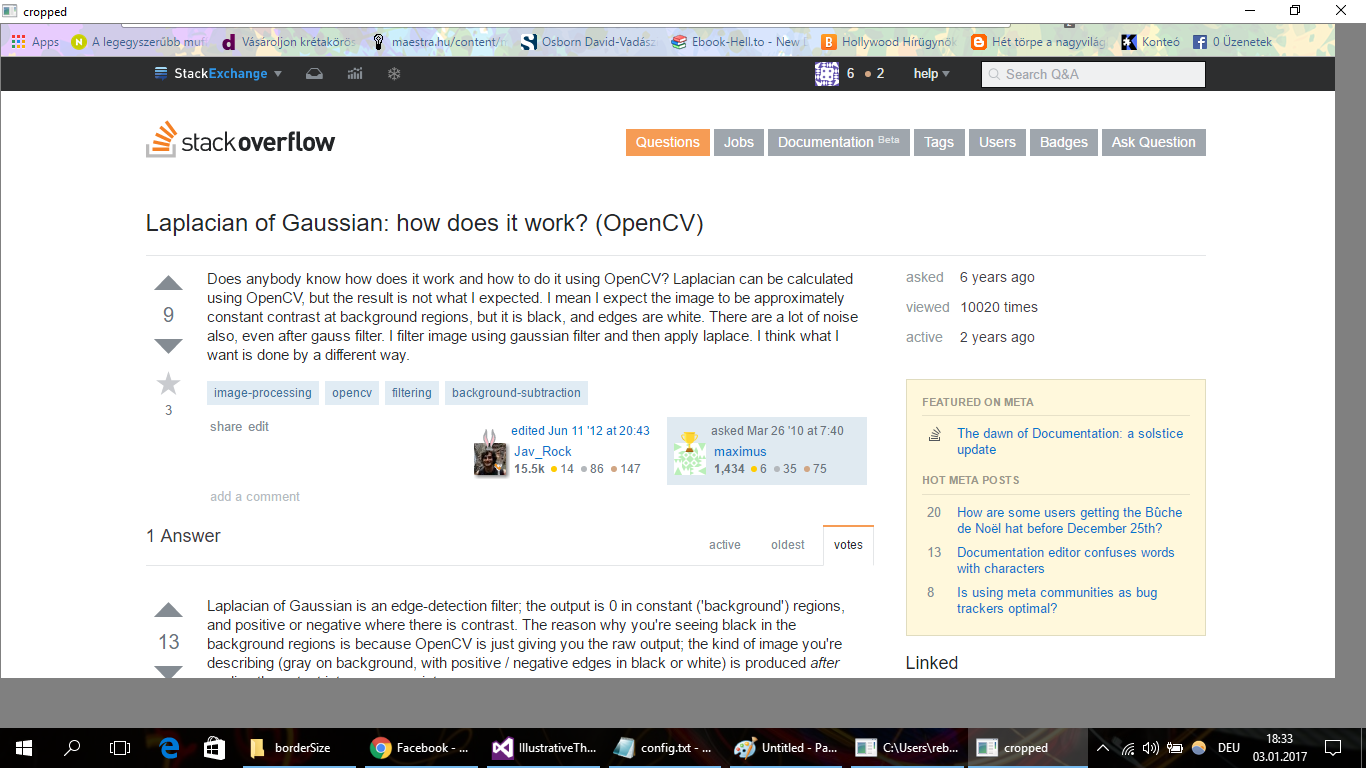 cropped
Apps A legegyszerűbb muf Vásároljon krétakörös maestra.hu/content/ Osborn David-Vadász Ebook-Hell.to - New Hollywood Hírügynök Hét törpe a nagyvilág Konteó 0 Üzenetek
StackExchange 6 2 help Search Q&A
stackoverflow Questions Jobs Documentation Beta Tags Users Badges Ask Question
Laplacian of Gaussian: how does it work? (OpenCV)
9
3
Does anybody know how does it work and how to do it using OpenCV? Laplacian can be calculated
using OpenCV, but the result is not what I expected. I mean I expect the image to be approximately
constant contrast at background regions, but it is black, and edges are white. There are a lot of noise
also, even after gauss filter. I filter image using gaussian filter and then apply laplace. I think what I
want is done by a different way.
image-processing opencv filtering background-subtraction
share edit
edited Jun 11 '12 at 20:43
Jav_Rock
15.5k 14 86 147
asked Mar 26 '10 at 7:40
maximus
1,434 6 35 75
add a comment
1 Answer
active oldest votes
13
Laplacian of Gaussian is an edge-detection filter; the output is 0 in constant ('background') regions,
and positive or negative where there is contrast. The reason why you're seeing black in the
background regions is because OpenCV is just giving you the raw output; the kind of image you're
describing (gray on background, with positive / negative edges in black or white) is produced after
asked 6 years ago
viewed 10020 times
active 2 years ago
FEATURED ON META
The dawn of Documentation: a solstice
update
HOT META POSTS
20 How are some users getting the Bûche
de Noël hat before December 25th?
13 Documentation editor confuses words
with characters
8 Is using meta communities as bug
trackers optimal?
Linked
borderSize Facebook - ... IllustrativeTh... config.txt - ... Untitled - Pa... C:\Users\reb... cropped DEU 18:33
03.01.2017